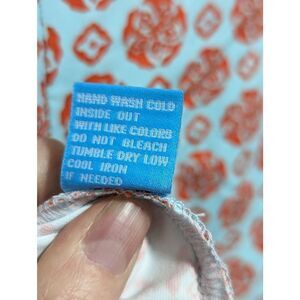 HAND WASH COLD
INSIDE OUT
WITH LIKE COLORS
DO NOT BLEACH
TUMBLE DRY LOW
COOL IRON
IF NEEDED